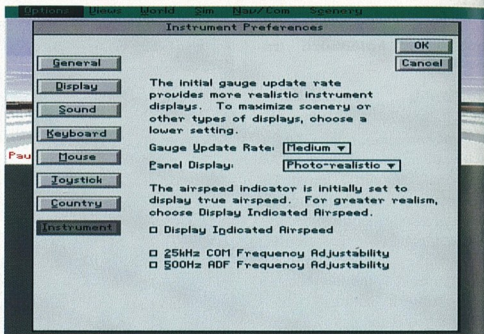 Options Views World Sim Nav/Com Scenery
Instrument Preferences
OK
Cancel
General
Display
Sound
Keyboard
Mouse
Joystick
Country
Instrument
The initial gauge update rate
provides more realistic instrument
displays. To maximize scenery or
other types of displays, choose a
lower setting.
Gauge Update Rate: Medium
Panel Display: Photo-realistic
The airspeed indicator is initially set to
display true airspeed. For greater realism,
choose Display Indicated Airspeed.
Display Indicated Airspeed
25kHz COM Frequency Adjustability
500Hz ADF Frequency Adjustability
Pau